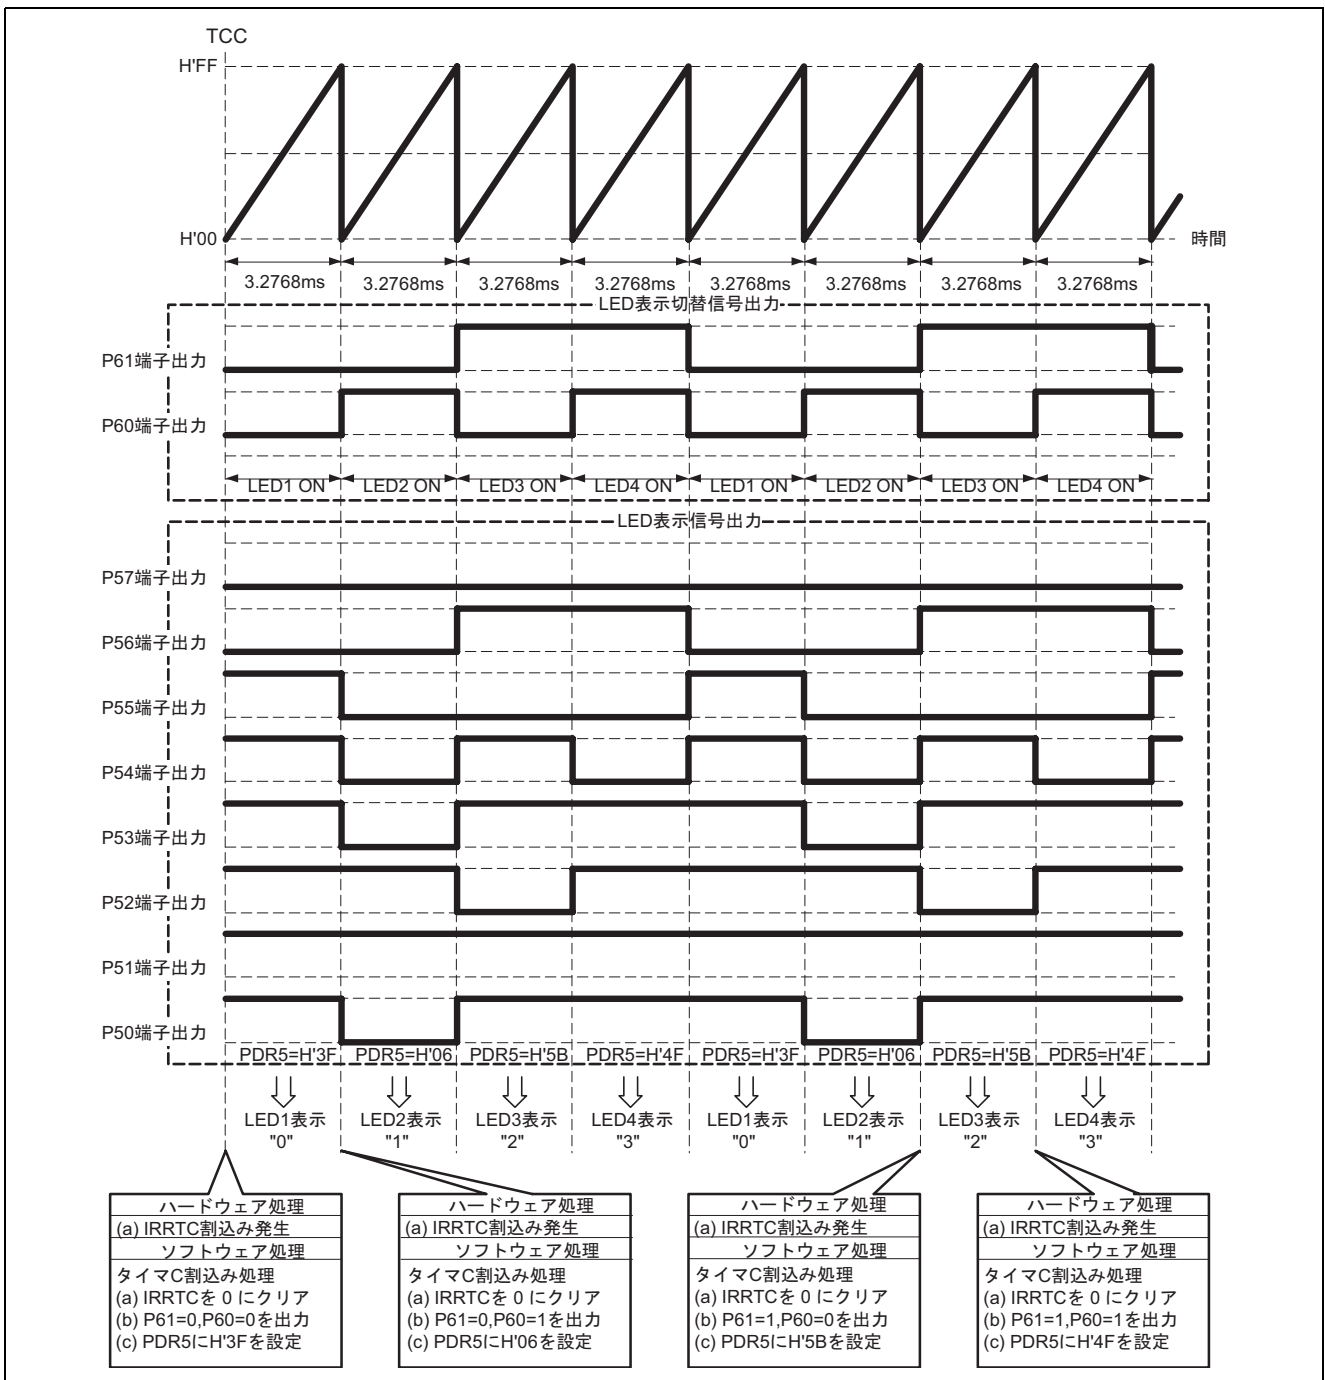 TCC
H'FF
H'00
時間
3.2768ms 3.2768ms 3.2768ms 3.2768ms 3.2768ms 3.2768ms 3.2768ms 3.2768ms
LED表示切替信号出力
P61端子出力
P60端子出力
LED1 ON LED2 ON LED3 ON LED4 ON LED1 ON LED2 ON LED3 ON LED4 ON
LED表示信号出力
P57端子出力
P56端子出力
P55端子出力
P54端子出力
P53端子出力
P52端子出力
P51端子出力
P50端子出力
PDR5=H'3F PDR5=H'06 PDR5=H'5B PDR5=H'4F PDR5=H'3F PDR5=H'06 PDR5=H'5B PDR5=H'4F
LED1表示 LED2表示 LED3表示 LED4表示 LED1表示 LED2表示 LED3表示 LED4表示
"0" "1" "2" "3" "0" "1" "2" "3"
ハードウェア処理
(a) IRRTC割込み発生
ソフトウェア処理
タイマC割込み処理
(a) IRRTCを 0 にクリア
(b) P61=0,P60=0を出力
(c) PDR5にH'3Fを設定
ハードウェア処理
(a) IRRTC割込み発生
ソフトウェア処理
タイマC割込み処理
(a) IRRTCを 0 にクリア
(b) P61=0,P60=1を出力
(c) PDR5にH'06を設定
ハードウェア処理
(a) IRRTC割込み発生
ソフトウェア処理
タイマC割込み処理
(a) IRRTCを 0 にクリア
(b) P61=1,P60=0を出力
(c) PDR5にH'5Bを設定
ハードウェア処理
(a) IRRTC割込み発生
ソフトウェア処理
タイマC割込み処理
(a) IRRTCを 0 にクリア
(b) P61=1,P60=1を出力
(c) PDR5にH'4Fを設定